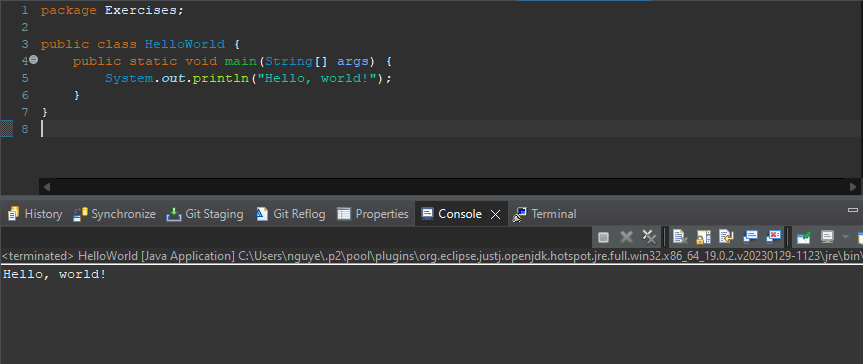 1 package Exercises;
2
3 public class HelloWorld {
4     public static void main(String[] args) {
5         System.out.println("Hello, world!");
6     }
7 }
8
History Synchronize Git Staging Git Reflog Properties Console Terminal
<terminated> HelloWorld [Java Application] C:\Users\nguye\.p2\pool\plugins\org.eclipse.justj.openjdk.hotspot.jre.full.win32.x86_64_19.0.2.v20230129-1123\jre\bin\
Hello, world!